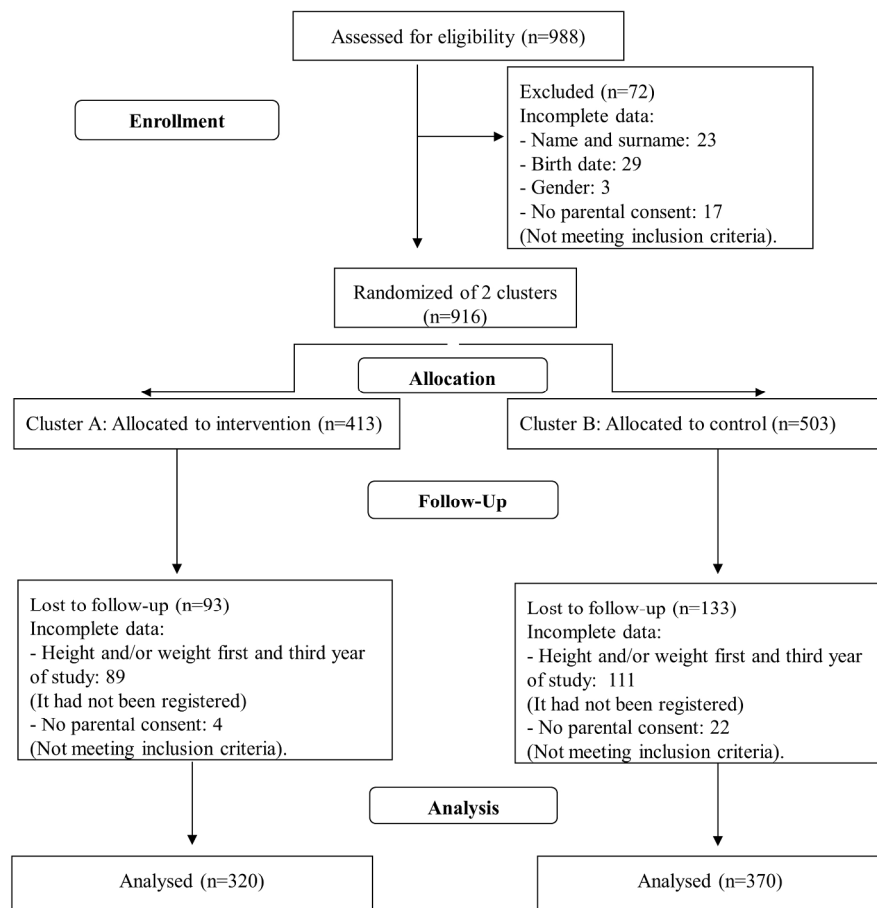 Assessed for eligibility (n=988)
Enrollment
Excluded (n=72)
Incomplete data:
- Name and surname: 23
- Birth date: 29
- Gender: 3
- No parental consent: 17
(Not meeting inclusion criteria).
Randomized of 2 clusters
(n=916)
Allocation
Cluster A: Allocated to intervention (n=413)
Cluster B: Allocated to control (n=503)
Follow-Up
Lost to follow-up (n=93)
Incomplete data:
- Height and/or weight first and third year
of study: 89
(It had not been registered)
- No parental consent: 4
(Not meeting inclusion criteria).
Lost to follow-up (n=133)
Incomplete data:
- Height and/or weight first and third year
of study:  111
(It had not been registered)
- No parental consent: 22
(Not meeting inclusion criteria).
Analysis
Analysed (n=320)
Analysed (n=370)